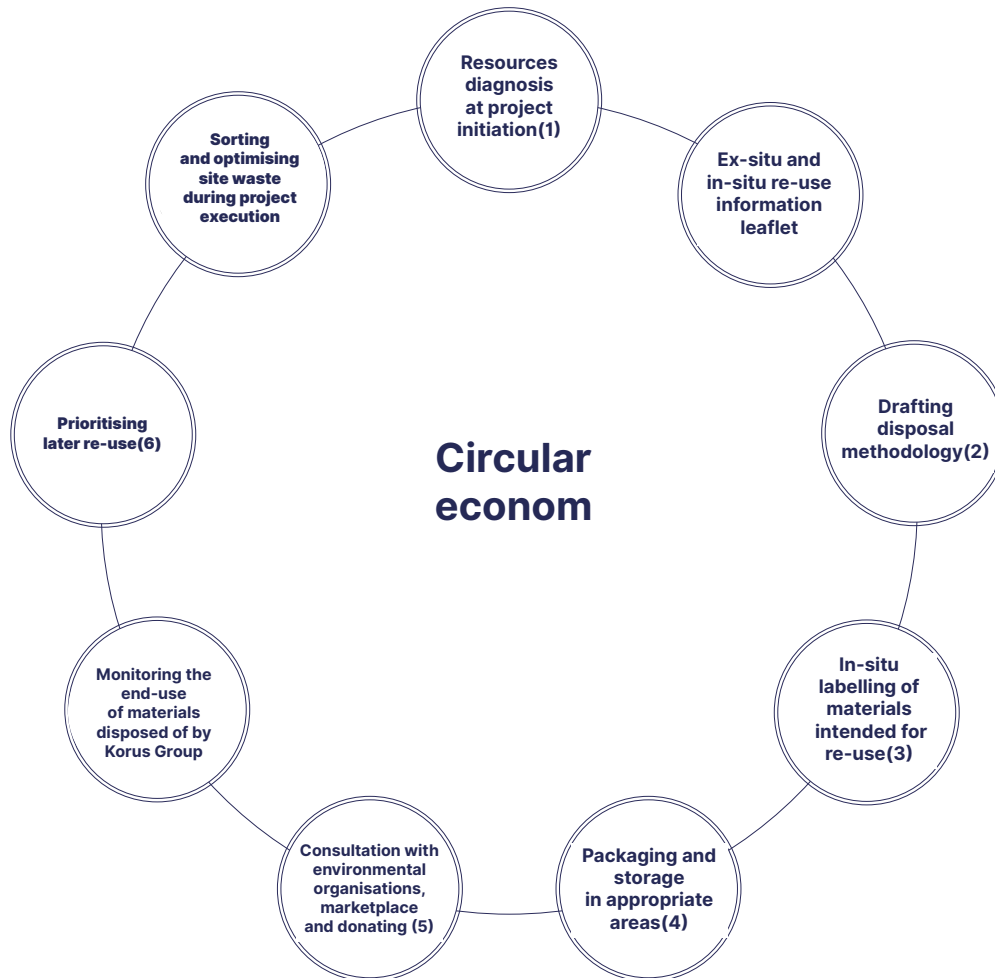 Resources
diagnosis
at project
initiation(1)
Ex-situ and
in-situ re-use
information
leaflet
Drafting
disposal
methodology(2)
In-situ
labelling of
materials
intended for
re-use(3)
Packaging and
storage
in appropriate
areas(4)
Consultation with
environmental
organisations,
marketplace
and donating (5)
Monitoring the
end-use
of materials
disposed of by
Korus Group
Prioritising
later re-use(6)
Sorting
and optimising
site waste
during project
execution
Circular
econom